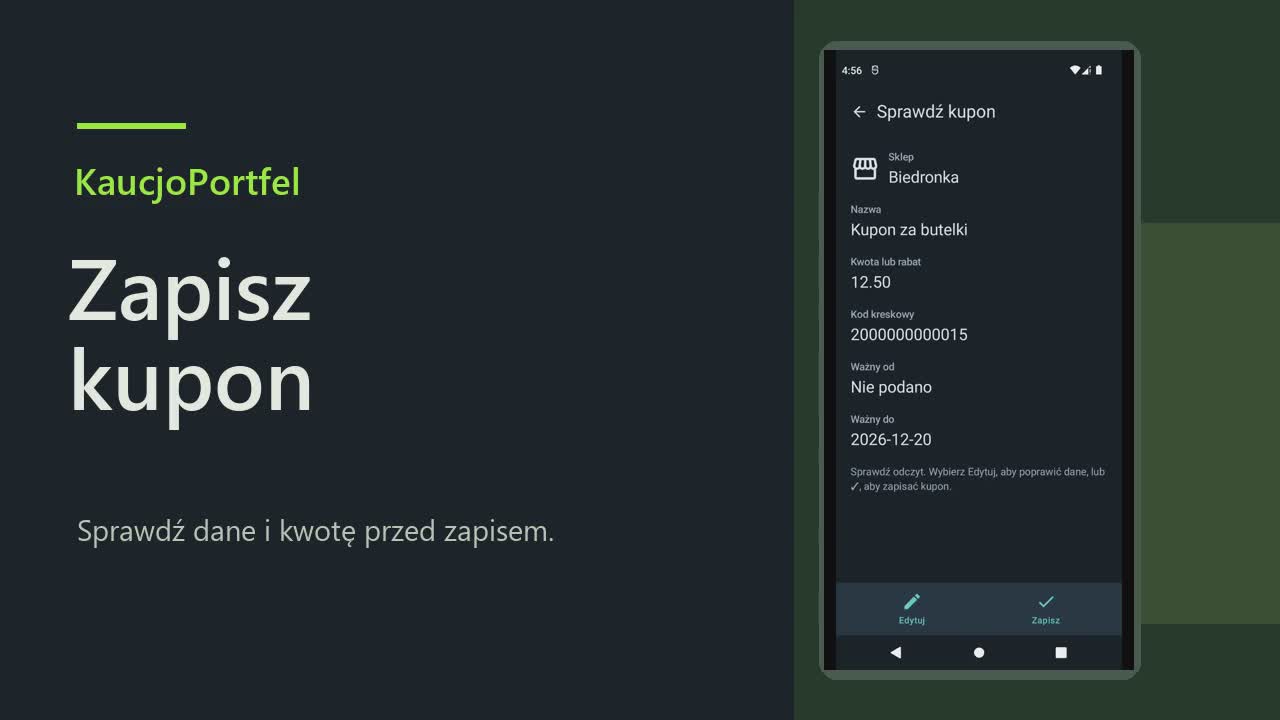 KaucjoPortfel
Zapisz
kupon
Sprawdź dane i kwotę przed zapisem.
4:56
Sprawdź kupon
Sklep
Biedronka
Nazwa
Kupon za butelki
Kwota lub rabat
12.50
Kod kreskowy
2000000000015
Ważny od
Nie podano
Ważny do
2026-12-20
Sprawdź odczyt. Wybierz Edytuj, aby poprawić dane, lub
✓, aby zapisać kupon.
Edytuj
Zapisz